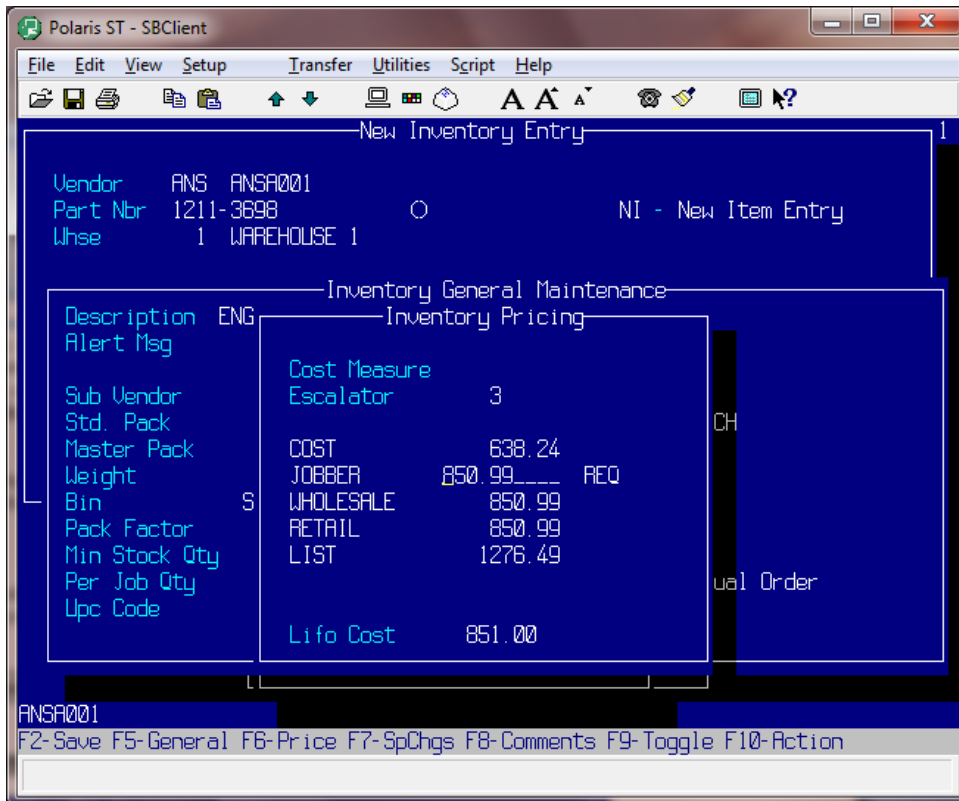 Polaris ST - SBClient
File Edit View Setup Transfer Utilities Script Help
New Inventory Entry 1
Vendor ANS ANSA001
Part Nbr 1211-3698 O NI - New Item Entry
Whse 1 WAREHOUSE 1
Inventory General Maintenance
Description ENG
Inventory Pricing
Alert Msg
Cost Measure
Sub Vendor Escalator 3
Std. Pack CH
Master Pack COST 638.24
Weight JOBBER 850.99____ REQ
Bin S WHOLESALE 850.99
Pack Factor RETAIL 850.99
Min Stock Qty LIST 1276.49
Per Job Qty ual Order
Upc Code
Lifo Cost 851.00
ANSA001
F2-Save F5-General F6-Price F7-SpChgs F8-Comments F9-Toggle F10-Action